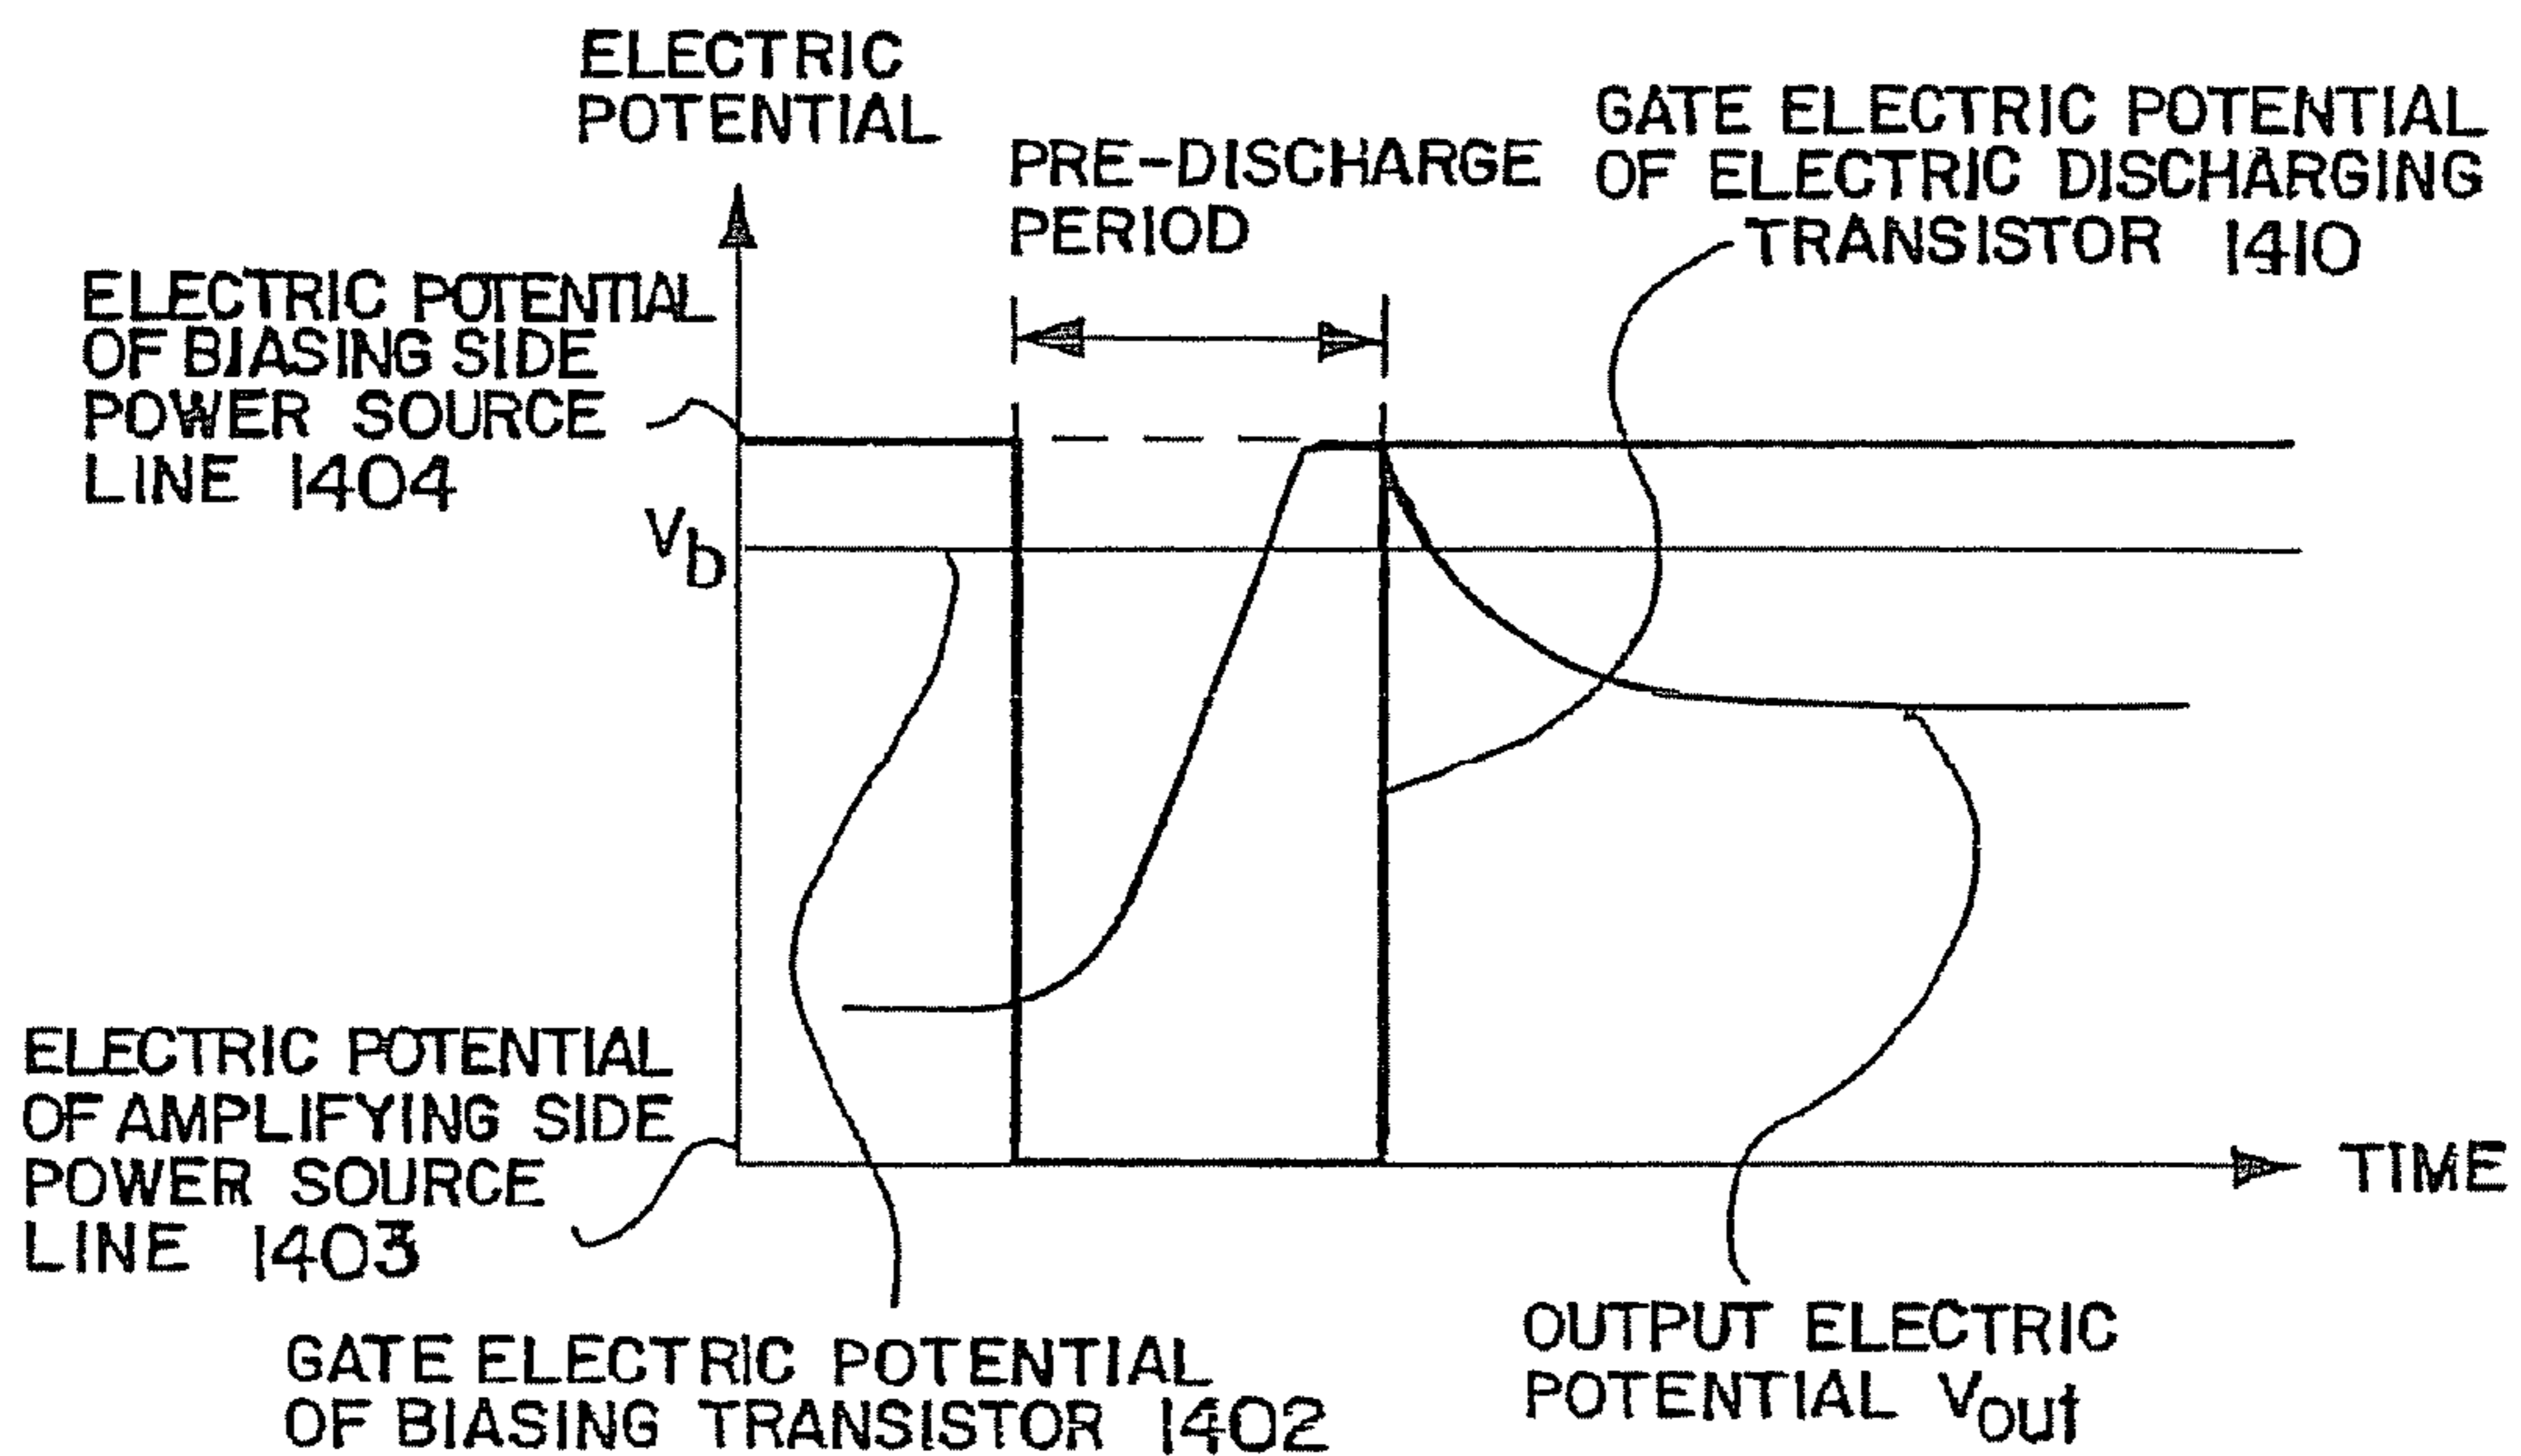 ELECTRIC
POTENTIAL
PRE-DISCHARGE
PERIOD
GATE ELECTRIC POTENTIAL
OF ELECTRIC DISCHARGING
TRANSISTOR 1410
ELECTRIC POTENTIAL
OF BIASING SIDE
POWER SOURCE
LINE 1404
Vb
ELECTRIC POTENTIAL
OF AMPLIFYING SIDE
POWER SOURCE
LINE 1403
TIME
GATE ELECTRIC POTENTIAL
OF BIASING TRANSISTOR 1402
OUTPUT ELECTRIC
POTENTIAL Vout